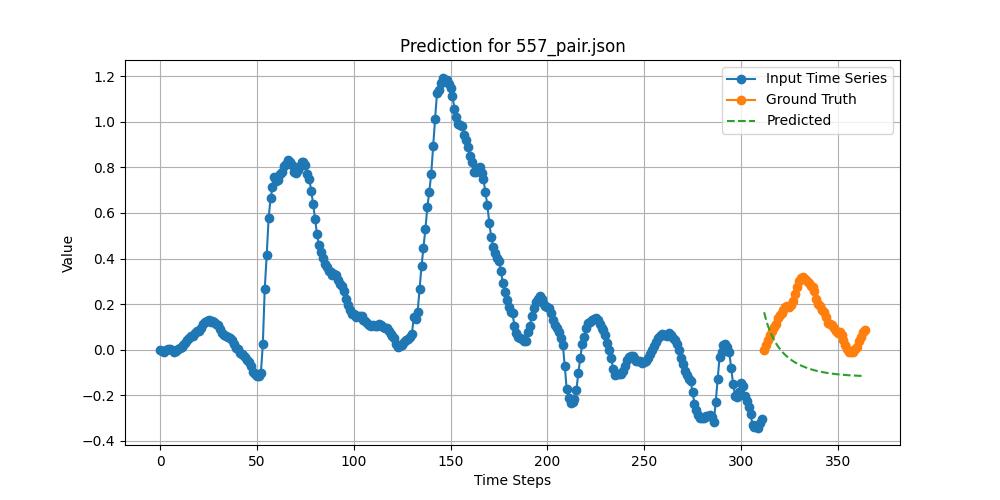 Prediction for 557_pair.json
Input Time Series
Ground Truth
Predicted
Value
1.2
1.0
0.8
0.6
0.4
0.2
0.0
−0.2
−0.4
0 50 100 150 200 250 300 350
Time Steps